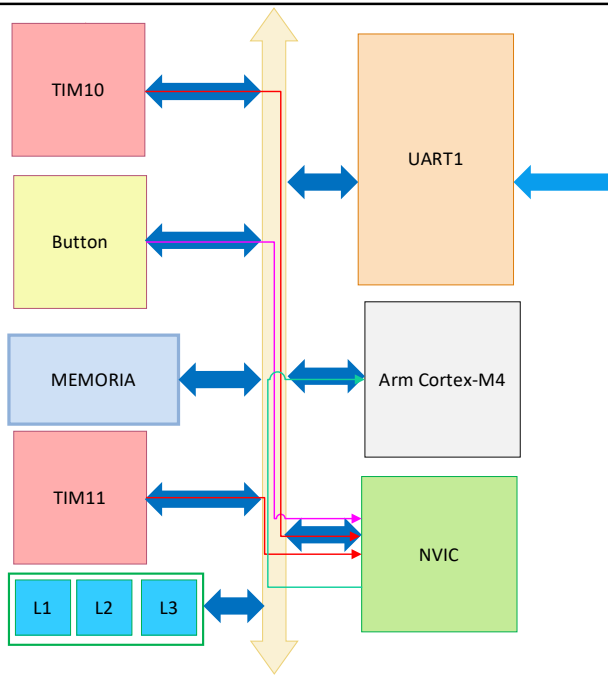 TIM10
UART1
Button
MEMORIA
Arm Cortex-M4
TIM11
NVIC
L1 L2 L3